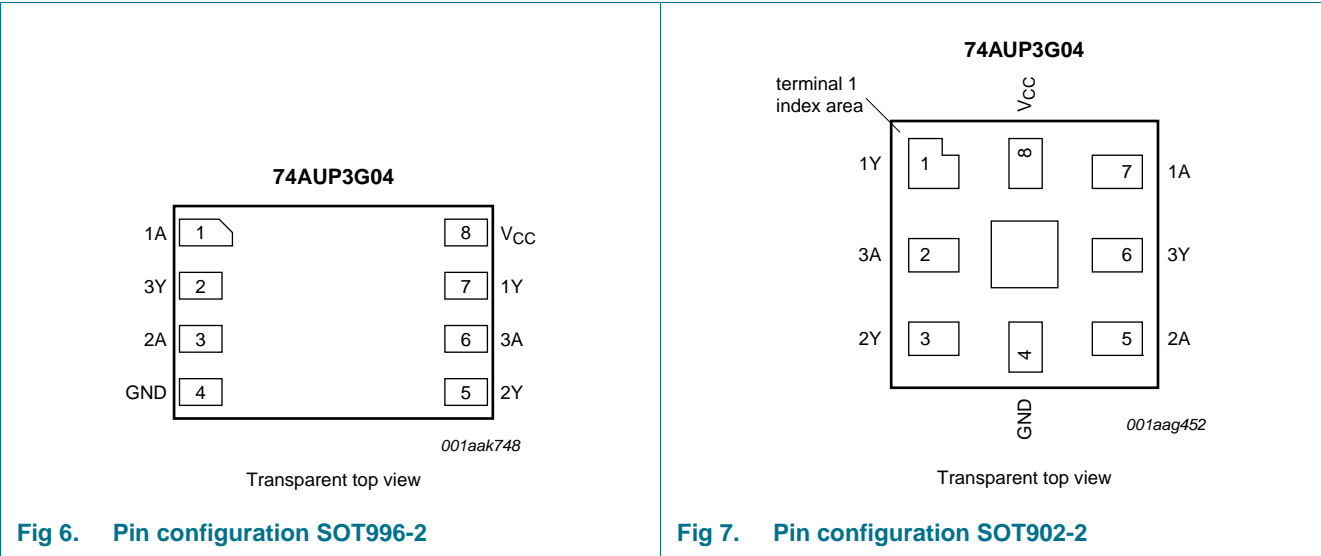 74AUP3G04
1A 1 8 VCC
3Y 2 7 1Y
2A 3 6 3A
GND 4 5 2Y
001aak748
Transparent top view
Fig 6. Pin configuration SOT996-2
74AUP3G04
terminal 1
index area
VCC
1Y 1 8 7 1A
3A 2 6 3Y
2Y 3 4 5 2A
GND
001aag452
Transparent top view
Fig 7. Pin configuration SOT902-2